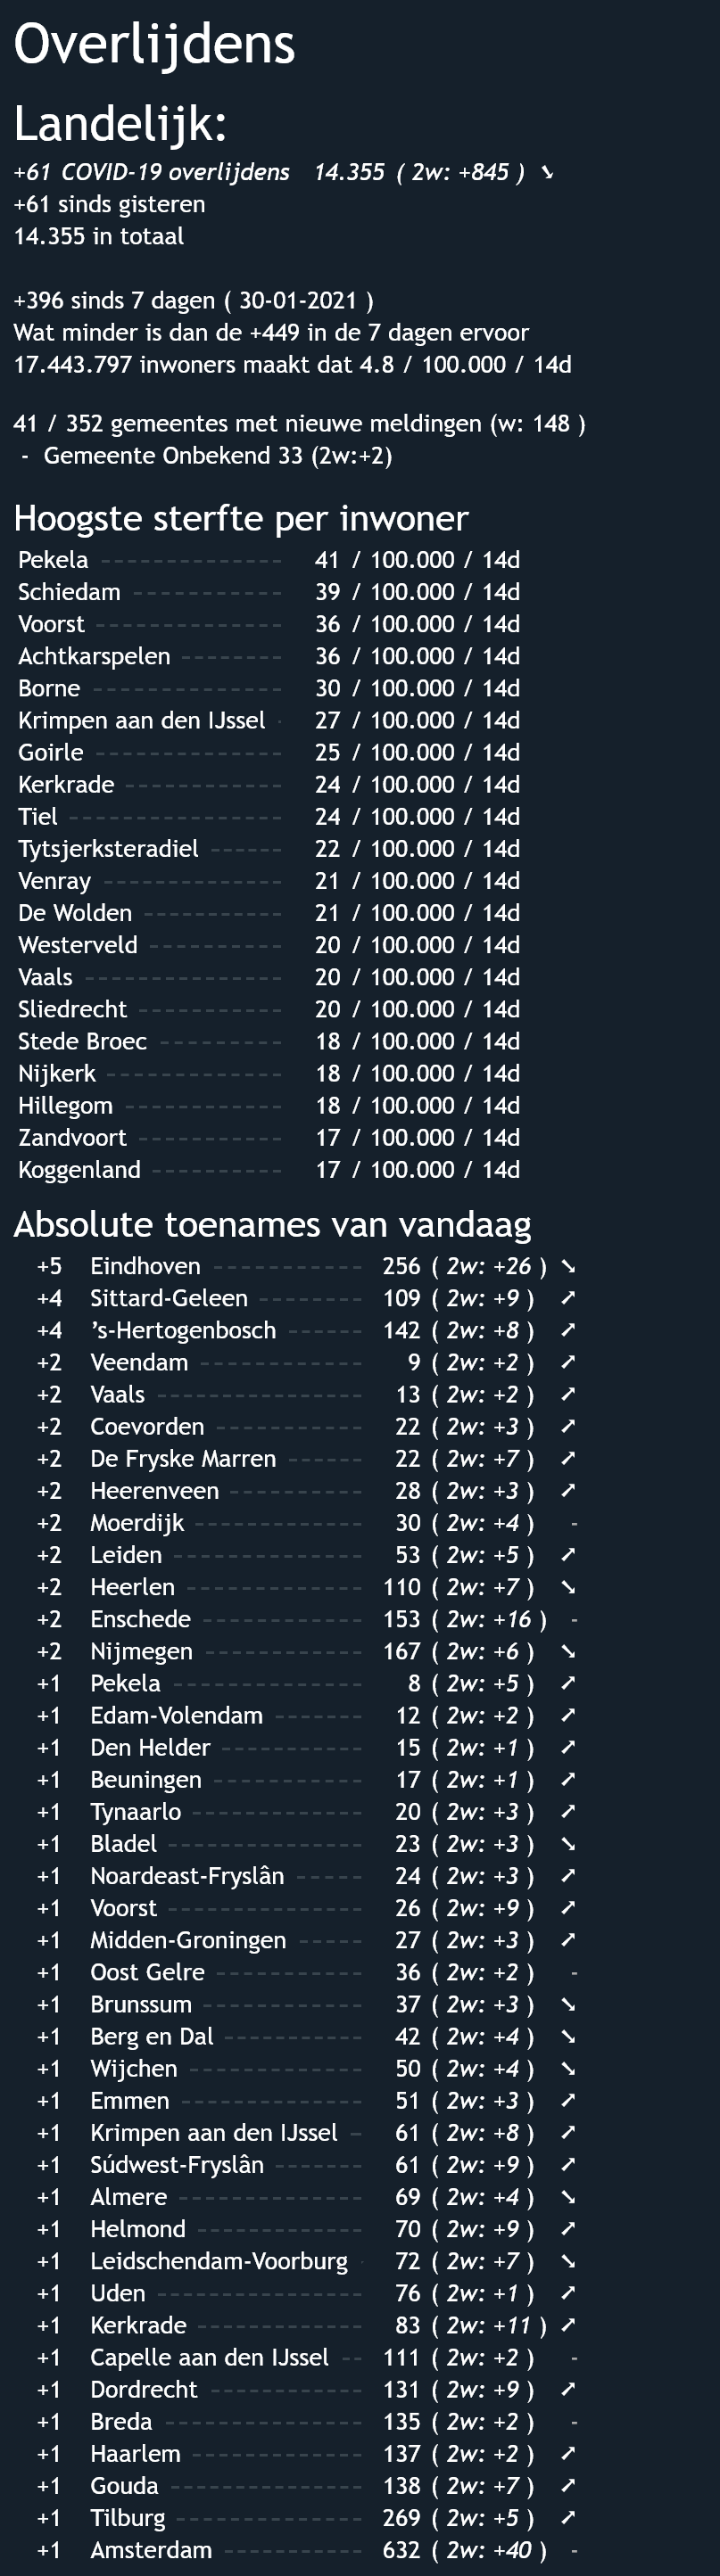 Overlijdens
Landelijk:
+61 COVID-19 overlijdens 14.355 ( 2w: +845 ) ➘
+61 sinds gisteren
14.355 in totaal
+396 sinds 7 dagen ( 30-01-2021 )
Wat minder is dan de +449 in de 7 dagen ervoor
17.443.797 inwoners maakt dat 4.8 / 100.000 / 14d
41 / 352 gemeentes met nieuwe meldingen (w: 148 )
- Gemeente Onbekend 33 (2w:+2)
Hoogste sterfte per inwoner
Pekela -------------- 41 / 100.000 / 14d
Schiedam ----------- 39 / 100.000 / 14d
Voorst -------------- 36 / 100.000 / 14d
Achtkarspelen -------- 36 / 100.000 / 14d
Borne -------------- 30 / 100.000 / 14d
Krimpen aan den IJssel - 27 / 100.000 / 14d
Goirle -------------- 25 / 100.000 / 14d
Kerkrade ------------ 24 / 100.000 / 14d
Tiel ---------------- 24 / 100.000 / 14d
Tytsjerksteradiel ------ 22 / 100.000 / 14d
Venray ------------- 21 / 100.000 / 14d
De Wolden ---------- 21 / 100.000 / 14d
Westerveld ---------- 20 / 100.000 / 14d
Vaals --------------- 20 / 100.000 / 14d
Sliedrecht ----------- 20 / 100.000 / 14d
Stede Broec --------- 18 / 100.000 / 14d
Nijkerk ------------- 18 / 100.000 / 14d
Hillegom ------------ 18 / 100.000 / 14d
Zandvoort ----------- 17 / 100.000 / 14d
Koggenland ---------- 17 / 100.000 / 14d
Absolute toenames van vandaag
+5 Eindhoven ----------- 256 ( 2w: +26 ) ➘
+4 Sittard-Geleen -------- 109 ( 2w: +9 ) ➚
+4 's-Hertogenbosch ------ 142 ( 2w: +8 ) ➚
+2 Veendam ------------ 9 ( 2w: +2 ) ➚
+2 Vaals ---------------- 13 ( 2w: +2 ) ➚
+2 Coevorden ----------- 22 ( 2w: +3 ) ➚
+2 De Fryske Marren ------ 22 ( 2w: +7 ) ➚
+2 Heerenveen ---------- 28 ( 2w: +3 ) ➚
+2 Moerdijk ------------- 30 ( 2w: +4 ) -
+2 Leiden -------------- 53 ( 2w: +5 ) ➚
+2 Heerlen ------------- 110 ( 2w: +7 ) ➘
+2 Enschede ------------ 153 ( 2w: +16 ) -
+2 Nijmegen ------------ 167 ( 2w: +6 ) ➘
+1 Pekela -------------- 8 ( 2w: +5 ) ➚
+1 Edam-Volendam ------- 12 ( 2w: +2 ) ➚
+1 Den Helder ----------- 15 ( 2w: +1 ) ➚
+1 Beuningen ------------ 17 ( 2w: +1 ) ➚
+1 Tynaarlo ------------- 20 ( 2w: +3 ) ➚
+1 Bladel --------------- 23 ( 2w: +3 ) ➘
+1 Noardeast-Fryslân ----- 24 ( 2w: +3 ) ➚
+1 Voorst --------------- 26 ( 2w: +9 ) ➚
+1 Midden-Groningen ----- 27 ( 2w: +3 ) ➚
+1 Oost Gelre ----------- 36 ( 2w: +2 ) -
+1 Brunssum ------------ 37 ( 2w: +3 ) ➘
+1 Berg en Dal ---------- 42 ( 2w: +4 ) ➘
+1 Wijchen ------------- 50 ( 2w: +4 ) ➘
+1 Emmen -------------- 51 ( 2w: +3 ) ➚
+1 Krimpen aan den IJssel - 61 ( 2w: +8 ) ➚
+1 Súdwest-Fryslân ------- 61 ( 2w: +9 ) ➚
+1 Almere -------------- 69 ( 2w: +4 ) ➘
+1 Helmond ------------- 70 ( 2w: +9 ) ➚
+1 Leidschendam-Voorburg - 72 ( 2w: +7 ) ➘
+1 Uden ---------------- 76 ( 2w: +1 ) ➚
+1 Kerkrade ------------- 83 ( 2w: +11 ) ➚
+1 Capelle aan den IJssel -- 111 ( 2w: +2 ) -
+1 Dordrecht ------------ 131 ( 2w: +9 ) ➚
+1 Breda --------------- 135 ( 2w: +2 ) -
+1 Haarlem ------------- 137 ( 2w: +2 ) ➚
+1 Gouda --------------- 138 ( 2w: +7 ) ➚
+1 Tilburg -------------- 269 ( 2w: +5 ) ➚
+1 Amsterdam ----------- 632 ( 2w: +40 ) -